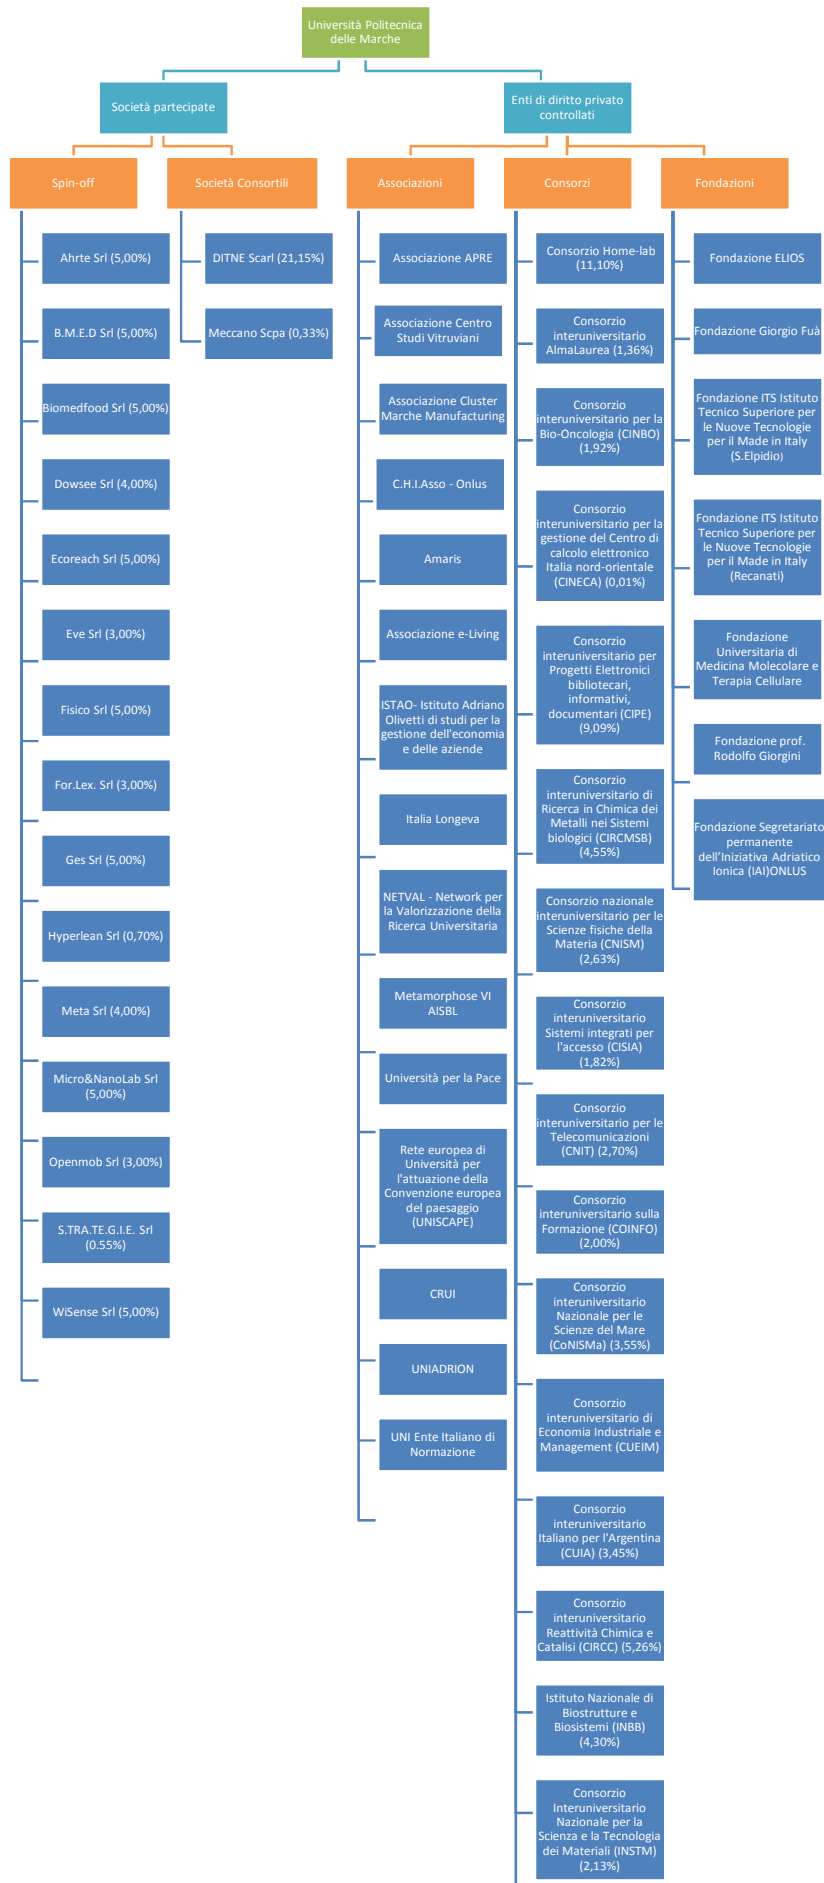 Università Politecnica
delle Marche
Società partecipate
Enti di diritto privato
controllati
Spin-off
Società Consortili
Associazioni
Consorzi
Fondazioni
Ahrte Srl (5,00%)
B.M.E.D Srl (5,00%)
Biomedfood Srl (5,00%)
Dowsee Srl (4,00%)
Ecoreach Srl (5,00%)
Eve Srl (3,00%)
Fisico Srl (5,00%)
For.Lex. Srl (3,00%)
Ges Srl (5,00%)
Hyperlean Srl (0,70%)
Meta Srl (4,00%)
Micro&NanoLab Srl
(5,00%)
Openmob Srl (3,00%)
S.TRA.TE.G.I.E. Srl
(0.55%)
WiSense Srl (5,00%)
DITNE Scarl (21,15%)
Meccano Scpa (0,33%)
Associazione APRE
Associazione Centro
Studi Vitruviani
Associazione Cluster
Marche Manufacturing
C.H.I.Asso - Onlus
Amaris
Associazione e-Living
ISTAO- Istituto Adriano
Olivetti di studi per la
gestione dell'economia
e delle aziende
Italia Longeva
NETVAL - Network per
la Valorizzazione della
Ricerca Universitaria
Metamorphose VI
AISBL
Università per la Pace
Rete europea di
Università per
l'attuazione della
Convenzione europea
del paesaggio
(UNISCAPE)
CRUI
UNIADRION
UNI Ente Italiano di
Normazione
Consorzio Home-lab
(11,10%)
Consorzio
interuniversitario
AlmaLaurea (1,36%)
Consorzio
interuniversitario per la
Bio-Oncologia (CINBO)
(1,92%)
Consorzio
interuniversitario per la
gestione del Centro di
calcolo elettronico
Italia nord-orientale
(CINECA) (0,01%)
Consorzio
interuniversitario per
Progetti Elettronici
bibliotecari,
informativi,
documentari (CIPE)
(9,09%)
Consorzio
interuniversitario di
Ricerca in Chimica dei
Metalli nei Sistemi
biologici (CIRCMSB)
(4,55%)
Consorzio nazionale
interuniversitario per le
Scienze fisiche della
Materia (CNISM)
(2,63%)
Consorzio
interuniversitario
Sistemi integrati per
l'accesso (CISIA)
(1,82%)
Consorzio
interuniversitario per le
Telecomunicazioni
(CNIT) (2,70%)
Consorzio
interuniversitario sulla
Formazione (COINFO)
(2,00%)
Consorzio
interuniversitario
Nazionale per le
Scienze del Mare
(CoNISMa) (3,55%)
Consorzio
interuniversitario di
Economia Industriale e
Management (CUEIM)
Consorzio
interuniversitario
Italiano per l'Argentina
(CUIA) (3,45%)
Consorzio
interuniversitario
Reattività Chimica e
Catalisi (CIRCC) (5,26%)
Istituto Nazionale di
Biostrutture e
Biosistemi (INBB)
(4,30%)
Consorzio
Interuniversitario
Nazionale per la
Scienza e la Tecnologia
dei Materiali (INSTM)
(2,13%)
Fondazione ELIOS
Fondazione Giorgio Fuà
Fondazione ITS Istituto
Tecnico Superiore per
le Nuove Tecnologie
per il Made in Italy
(S.Elpidio)
Fondazione ITS Istituto
Tecnico Superiore per
le Nuove Tecnologie
per il Made in Italy
(Recanati)
Fondazione
Universitaria di
Medicina Molecolare e
Terapia Cellulare
Fondazione prof.
Rodolfo Giorgini
Fondazione Segretariato
permanente
dell'Iniziativa Adriatico
Ionica (IAI)ONLUS